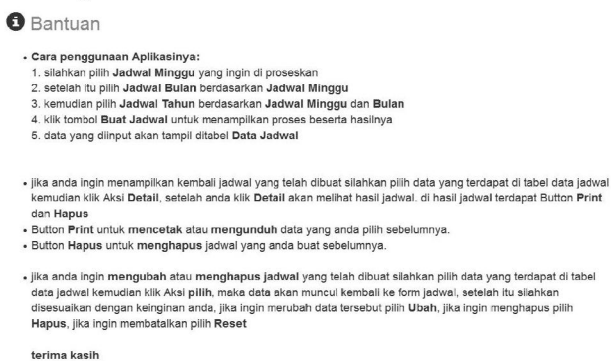 Bantuan
• Cara penggunaan Aplikasinya:
1. silahkan pilih Jadwal Minggu yang ingin di proseskan
2. setelah itu pilih Jadwal Bulan berdasarkan Jadwal Minggu
3. kemudian pilih Jadwal Tahun berdasarkan Jadwal Minggu dan Bulan
4. klik tombol Buat Jadwal untuk menampilkan proses beserta hasilnya
5. data yang diinput akan tampil ditabel Data Jadwal
• jika anda ingin menampilkan kembali jadwal yang telah dibuat silahkan pilih data yang terdapat di tabel data jadwal
kemudian klik Aksi Detail, setelah anda klik Detail akan melihat hasil jadwal. di hasil jadwal terdapat Button Print
dan Hapus
• Button Print untuk mencetak atau mengunduh data yang anda pilih sebelumnya.
• Button Hapus untuk menghapus jadwal yang anda buat sebelumnya.
• jika anda ingin mengubah atau menghapus jadwal yang telah dibuat silahkan pilih data yang terdapat di tabel
data jadwal kemudian klik Aksi pilih, maka data akan muncul kembali ke form jadwal, setelah itu silahkan
disesuaikan dengan keinginan anda, jika ingin merubah data tersebut pilih Ubah, jika ingin menghapus pilih
Hapus, jika ingin membatalkan pilih Reset
terima kasih